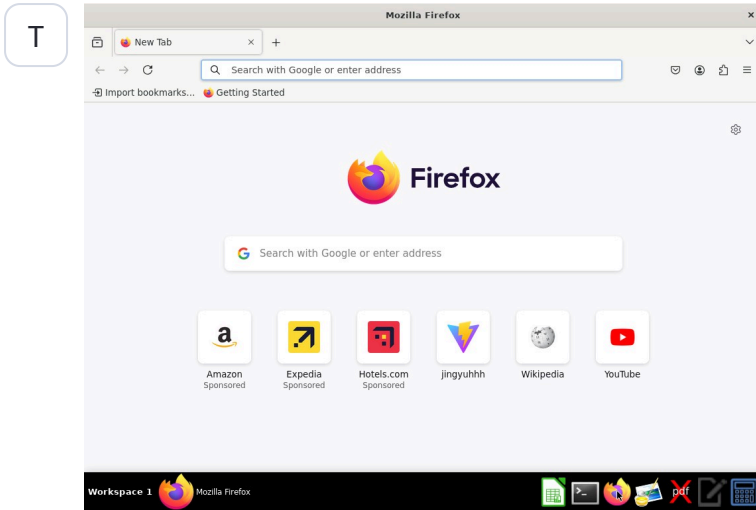 T
Mozilla Firefox
New Tab
Search with Google or enter address
Import bookmarks... Getting Started
Firefox
Search with Google or enter address
a
Amazon Expedia Hotels.com jingyuhhh Wikipedia YouTube
Sponsored Sponsored Sponsored
Workspace 1 Mozilla Firefox pdf